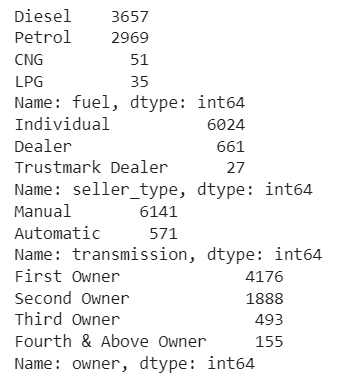 Diesel    3657
Petrol    2969
CNG         51
LPG         35
Name: fuel, dtype: int64
Individual          6024
Dealer               661
Trustmark Dealer      27
Name: seller_type, dtype: int64
Manual       6141
Automatic     571
Name: transmission, dtype: int64
First Owner             4176
Second Owner            1888
Third Owner              493
Fourth & Above Owner     155
Name: owner, dtype: int64